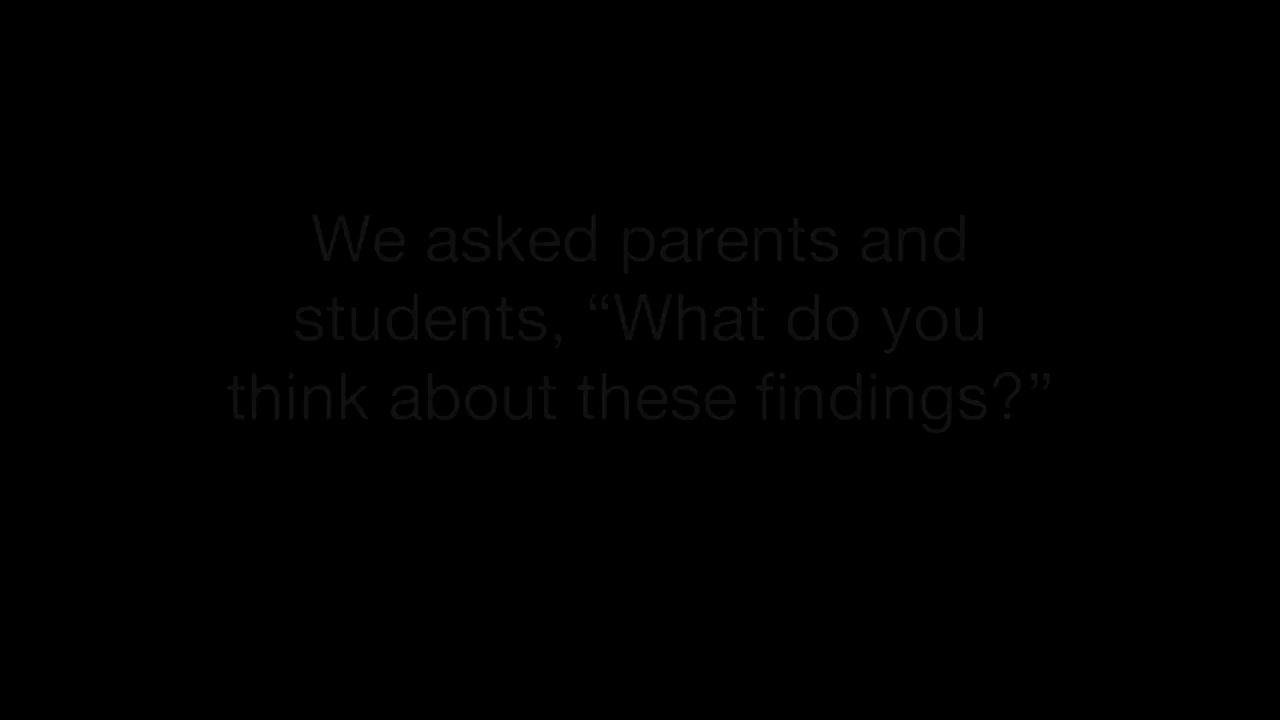 We asked parents and
students, “What do you
think about these findings?”